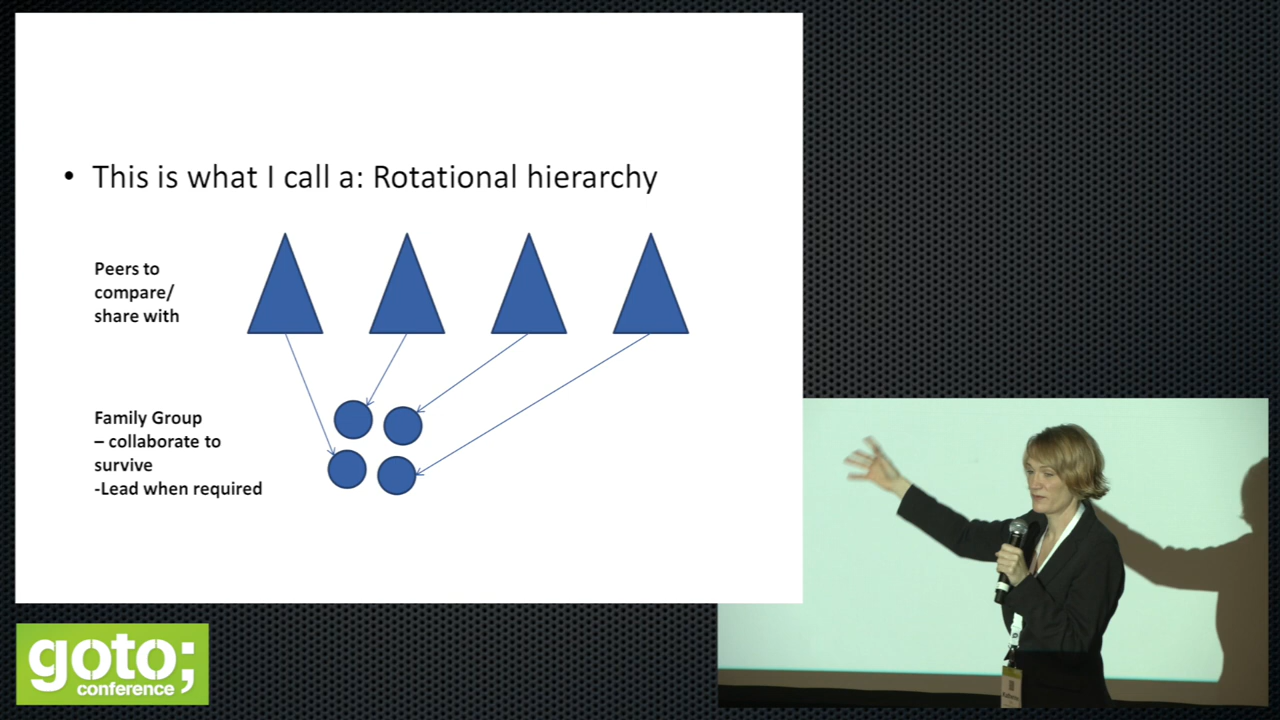 • This is what I call a: Rotational hierarchy
Peers to
compare/
share with
Family Group
– collaborate to
survive
-Lead when required
goto;
conference